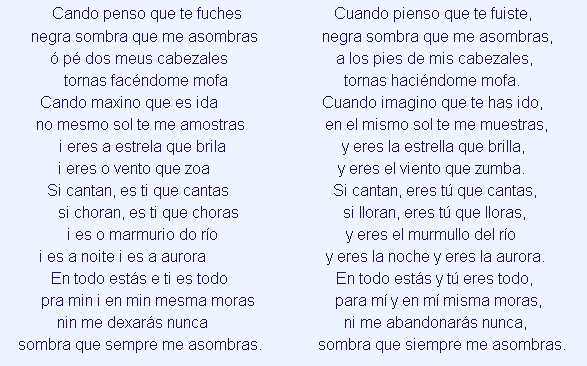 Cando penso que te fuches
negra sombra que me asombras
ó pé dos meus cabezales
tornas facéndome mofa
Cando maxino que es ida
no mesmo sol te me amostras
i eres a estrela que brila
i eres o vento que zoa
Si cantan, es ti que cantas
si choran, es ti que choras
i es o marmurio do río
i es a noite i es a aurora
En todo estás e ti es todo
pra min i en min mesma moras
nin me dexarás nunca
sombra que sempre me asombras.
Cuando pienso que te fuiste,
negra sombra que me asombras,
a los pies de mis cabezales,
tornas haciéndome mofa.
Cuando imagino que te has ido,
en el mismo sol te me muestras,
y eres la estrella que brilla,
y eres el viento que zumba.
Si cantan, eres tú que cantas,
si lloran, eres tú que lloras,
y eres el murmullo del río
y eres la noche y eres la aurora.
En todo estás y tú eres todo,
para mí y en mí misma moras,
ni me abandonarás nunca,
sombra que siempre me asombras.